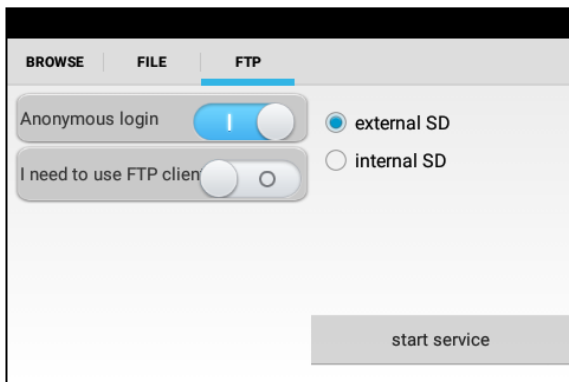 BROWSE FILE FTP
Anonymous login
I need to use FTP clien
external SD
internal SD
start service